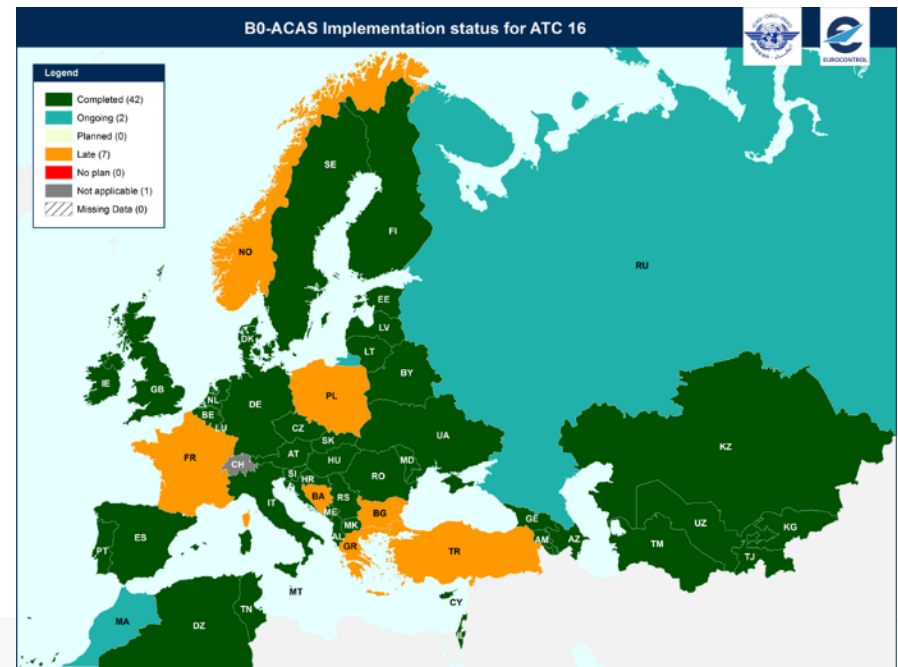 B0-ACAS Implementation status for ATC 16
EUROCONTROL
Legend
Completed (42)
Ongoing (2)
Planned (0)
Late (7)
No plan (0)
Not applicable (1)
Missing Data (0)
SE
NO
FI
RU
EE
LV
DK
LT
IE
GB
NL
BY
BE
DE
PL
LU
CZ
UA
SK
KZ
FR
CH
AT
HU
MD
SI
RO
HR
IT
BA
RS
ME
BG
MK
GE
UZ
KG
AL
AM
AZ
ES
PT
GR
TR
TM
TJ
MT
CY
TN
MA
DZ